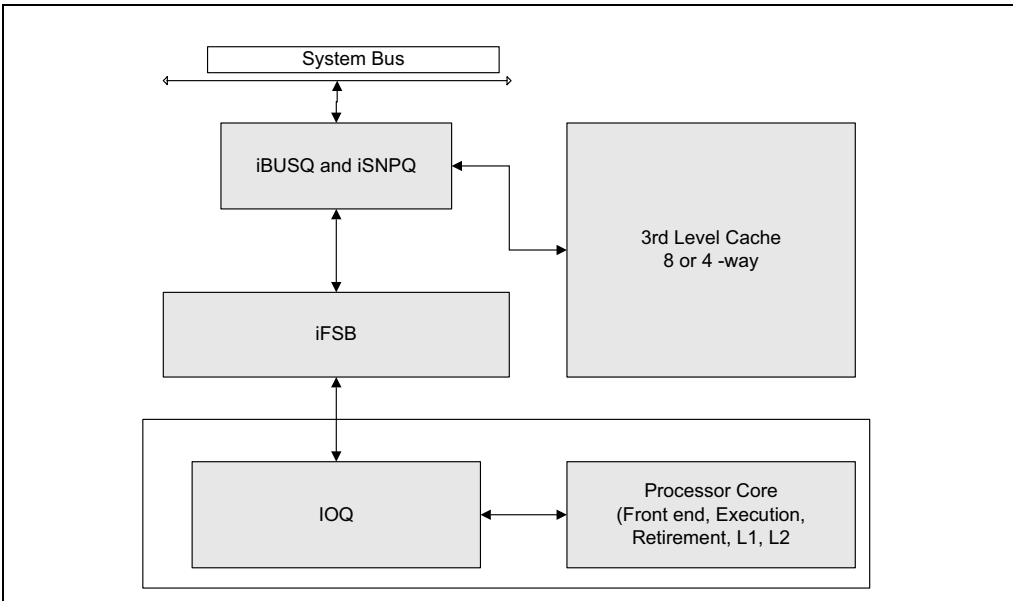 System Bus
iBUSQ and iSNPQ
3rd Level Cache
8 or 4 -way
iFSB
IOQ
Processor Core
(Front end, Execution,
Retirement, L1, L2